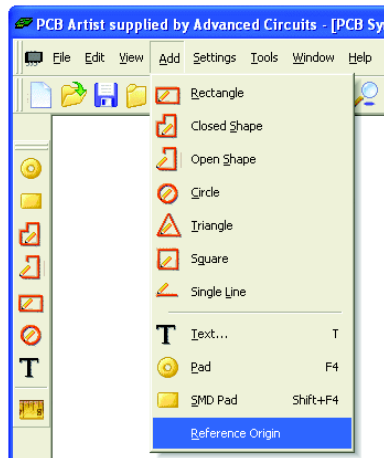 PCB Artist supplied by Advanced Circuits - [PCB Sy
File Edit View Add Settings Tools Window Help
Rectangle
Closed Shape
Open Shape
Circle
Triangle
Square
Single Line
T Text... T
Pad F4
SMD Pad Shift+F4
Reference Origin
T